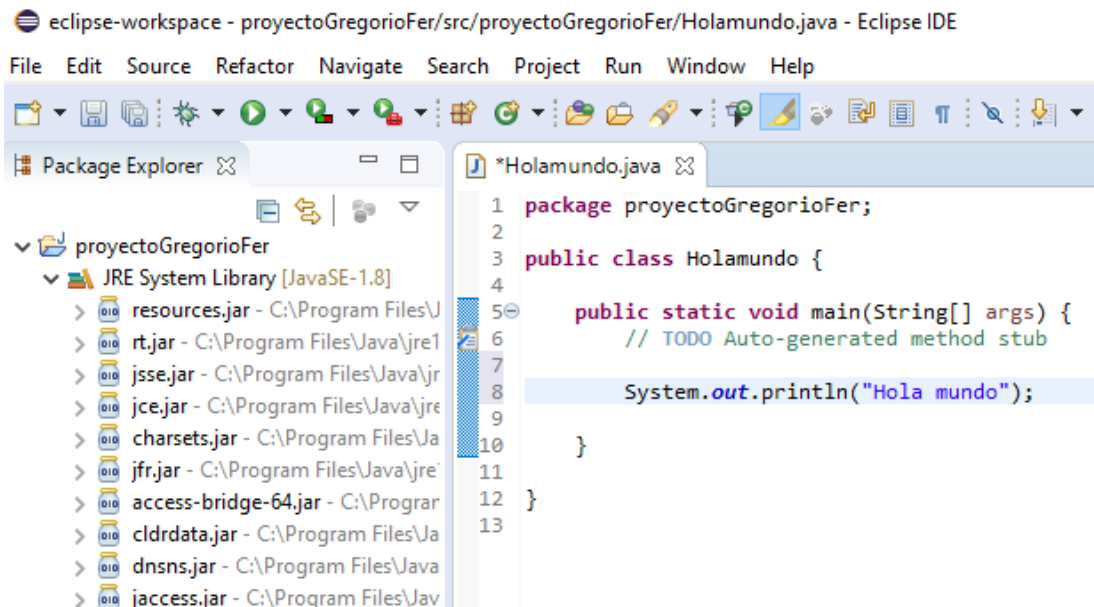 eclipse-workspace - proyectoGregorioFer/src/proyectoGregorioFer/Holamundo.java - Eclipse IDE
File Edit Source Refactor Navigate Search Project Run Window Help
Package Explorer
proyectoGregorioFer
JRE System Library [JavaSE-1.8]
resources.jar - C:\Program Files\J
rt.jar - C:\Program Files\Java\jre1
jsse.jar - C:\Program Files\Java\jr
jce.jar - C:\Program Files\Java\jre
charsets.jar - C:\Program Files\Ja
jfr.jar - C:\Program Files\Java\jre
access-bridge-64.jar - C:\Program
cldrdata.jar - C:\Program Files\Ja
dnsns.jar - C:\Program Files\Java
jaccess.jar - C:\Program Files\Jav
*Holamundo.java
1 package proyectoGregorioFer;
2
3 public class Holamundo {
4
5 public static void main(String[] args) {
6 // TODO Auto-generated method stub
7
8 System.out.println("Hola mundo");
9
10 }
11
12 }
13